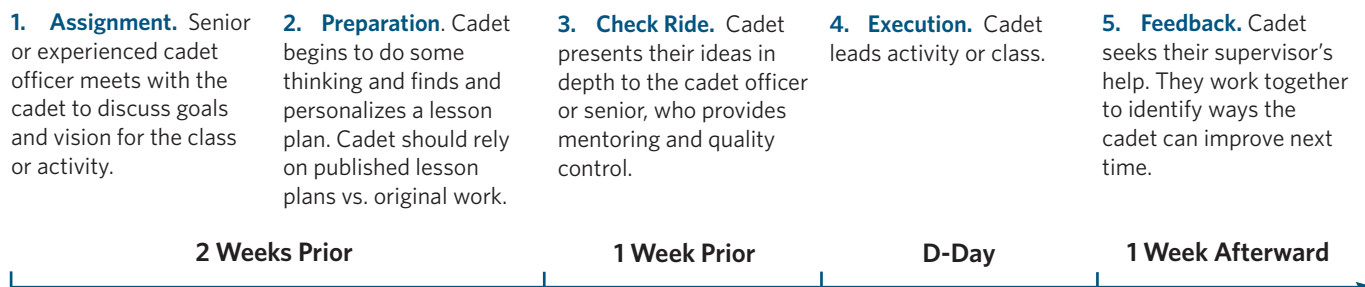 1. Assignment. Senior
or experienced cadet
officer meets with the
cadet to discuss goals
and vision for the class
or activity.
2. Preparation. Cadet
begins to do some
thinking and finds and
personalizes a lesson
plan. Cadet should rely
on published lesson
plans vs. original work.
3. Check Ride. Cadet
presents their ideas in
depth to the cadet officer
or senior, who provides
mentoring and quality
control.
4. Execution. Cadet
leads activity or class.
5. Feedback. Cadet
seeks their supervisor's
help. They work together
to identify ways the
cadet can improve next
time.
2 Weeks Prior
1 Week Prior
D-Day
1 Week Afterward